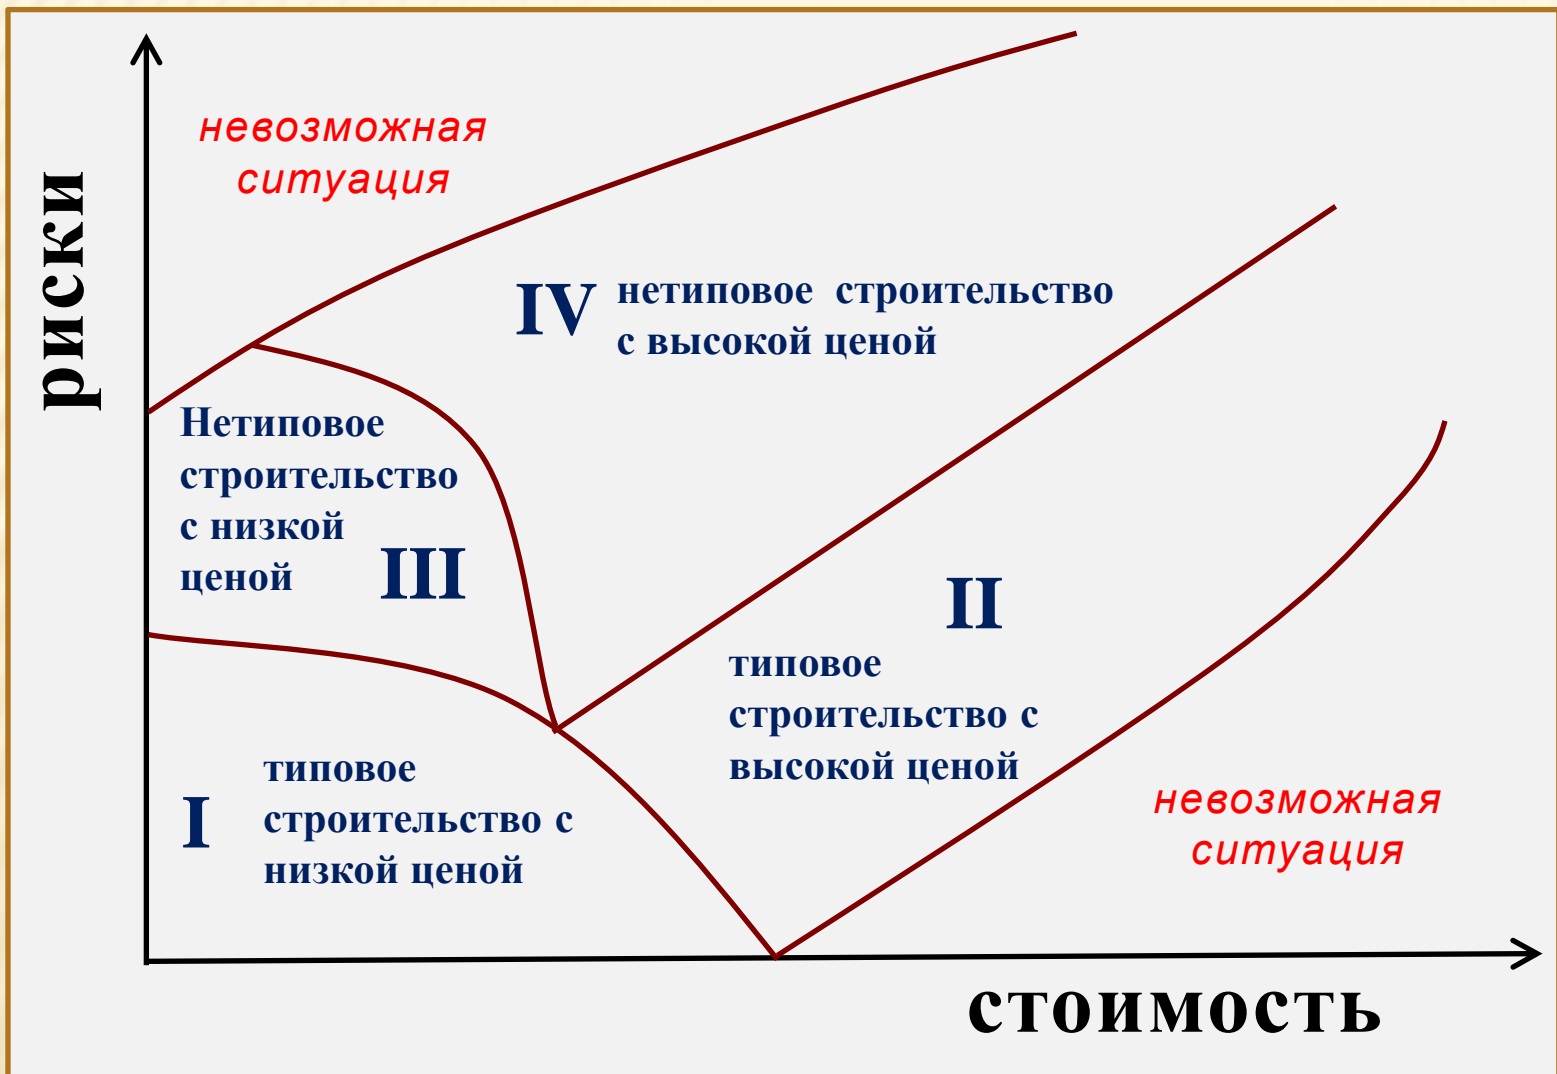 риски
невозможная
ситуация
IV нетиповое строительство
с высокой ценой
Нетиповое
строительство
с низкой
ценой III
II
типовое
строительство с
высокой ценой
I
типовое
строительство с
низкой ценой
невозможная
ситуация
стоимость